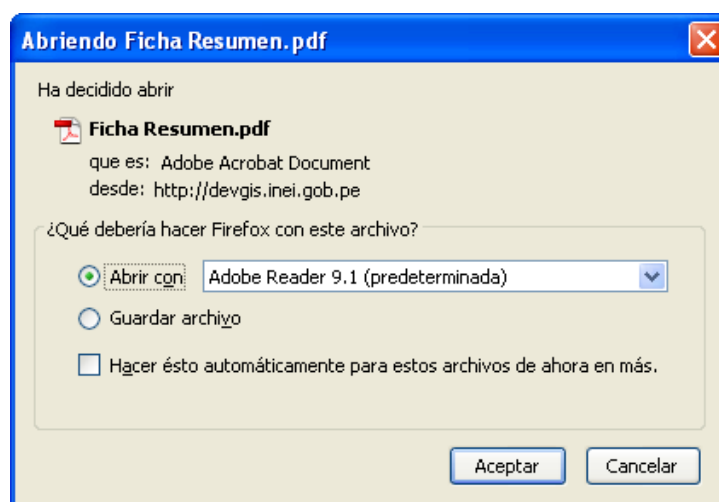 Abriendo Ficha Resumen.pdf
Ha decidido abrir
Ficha Resumen.pdf
que es: Adobe Acrobat Document
desde: http://devgis.inei.gob.pe
¿Qué debería hacer Firefox con este archivo?
Abrir con Adobe Reader 9.1 (predeterminada)
Guardar archivo
Hacer ésto automáticamente para estos archivos de ahora en más.
Aceptar Cancelar